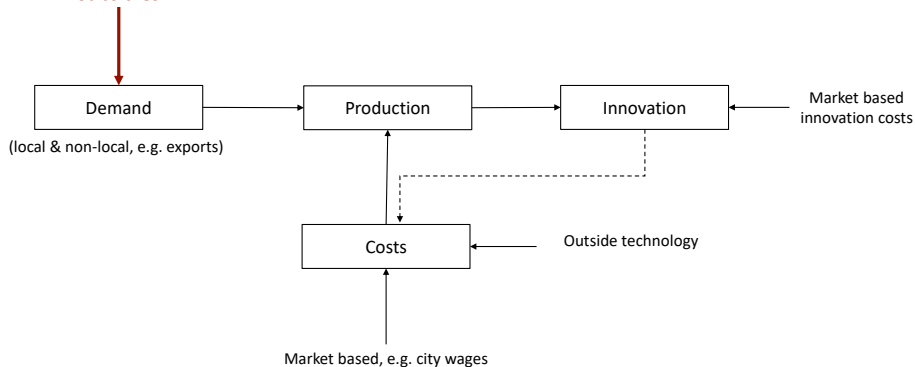 Demand
Production
Innovation
Market based
innovation costs
(local & non-local, e.g. exports)
Costs
Outside technology
Market based, e.g. city wages